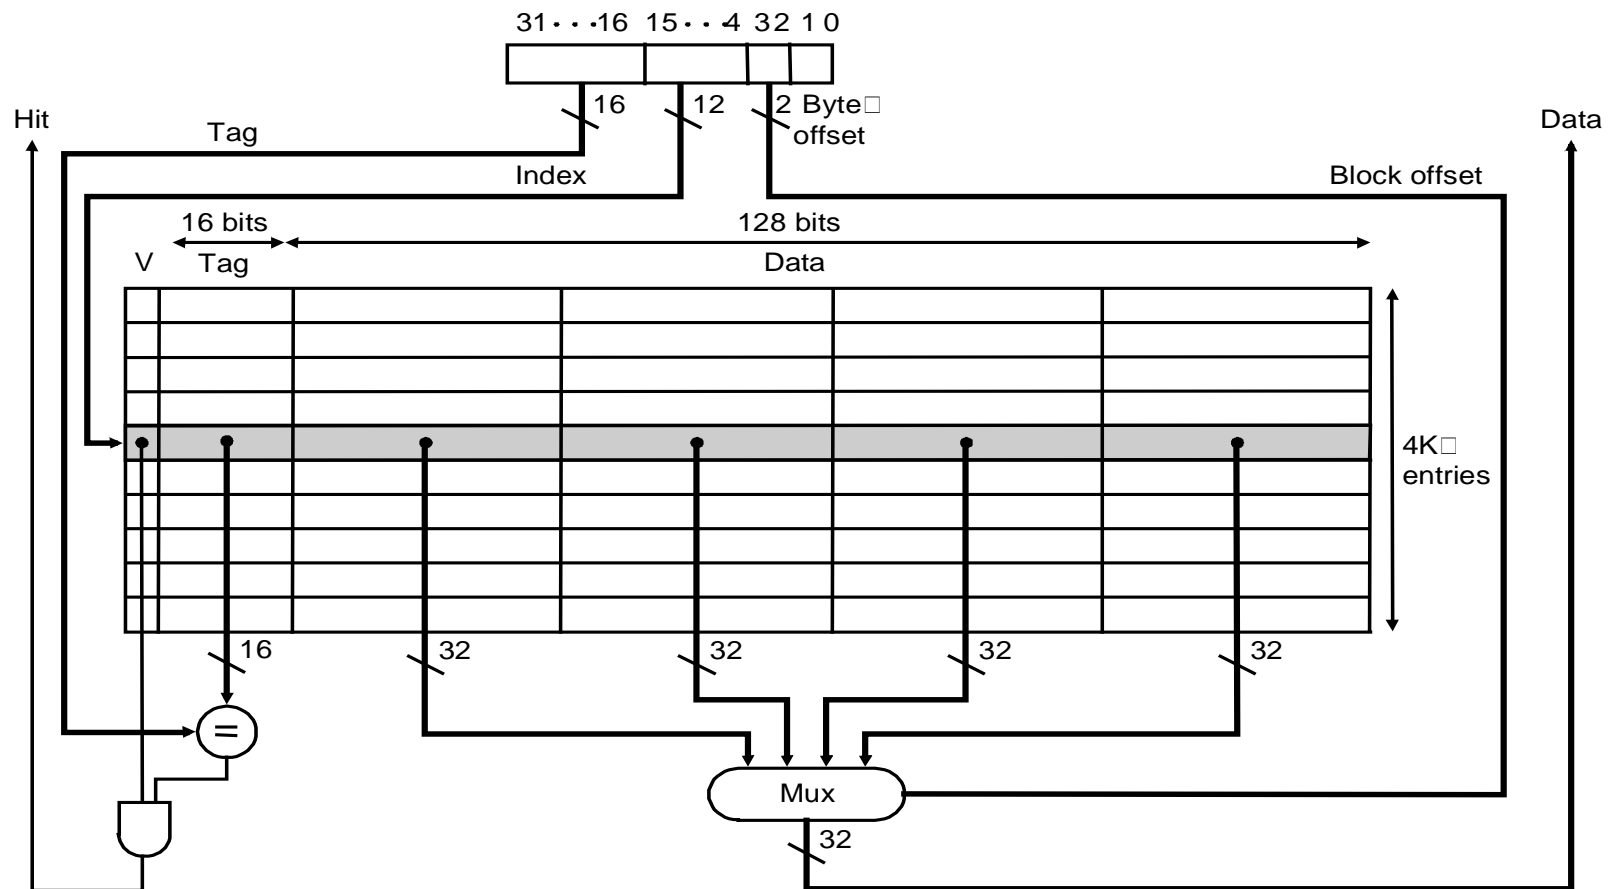 31 · · · 16 15 · · · 4 3 2 1 0
16 12 2 Byte□
offset
Hit
Data
Tag
Index
Block offset
16 bits
128 bits
V Tag Data
4K□
entries
16 32 32 32 32
=
Mux
32